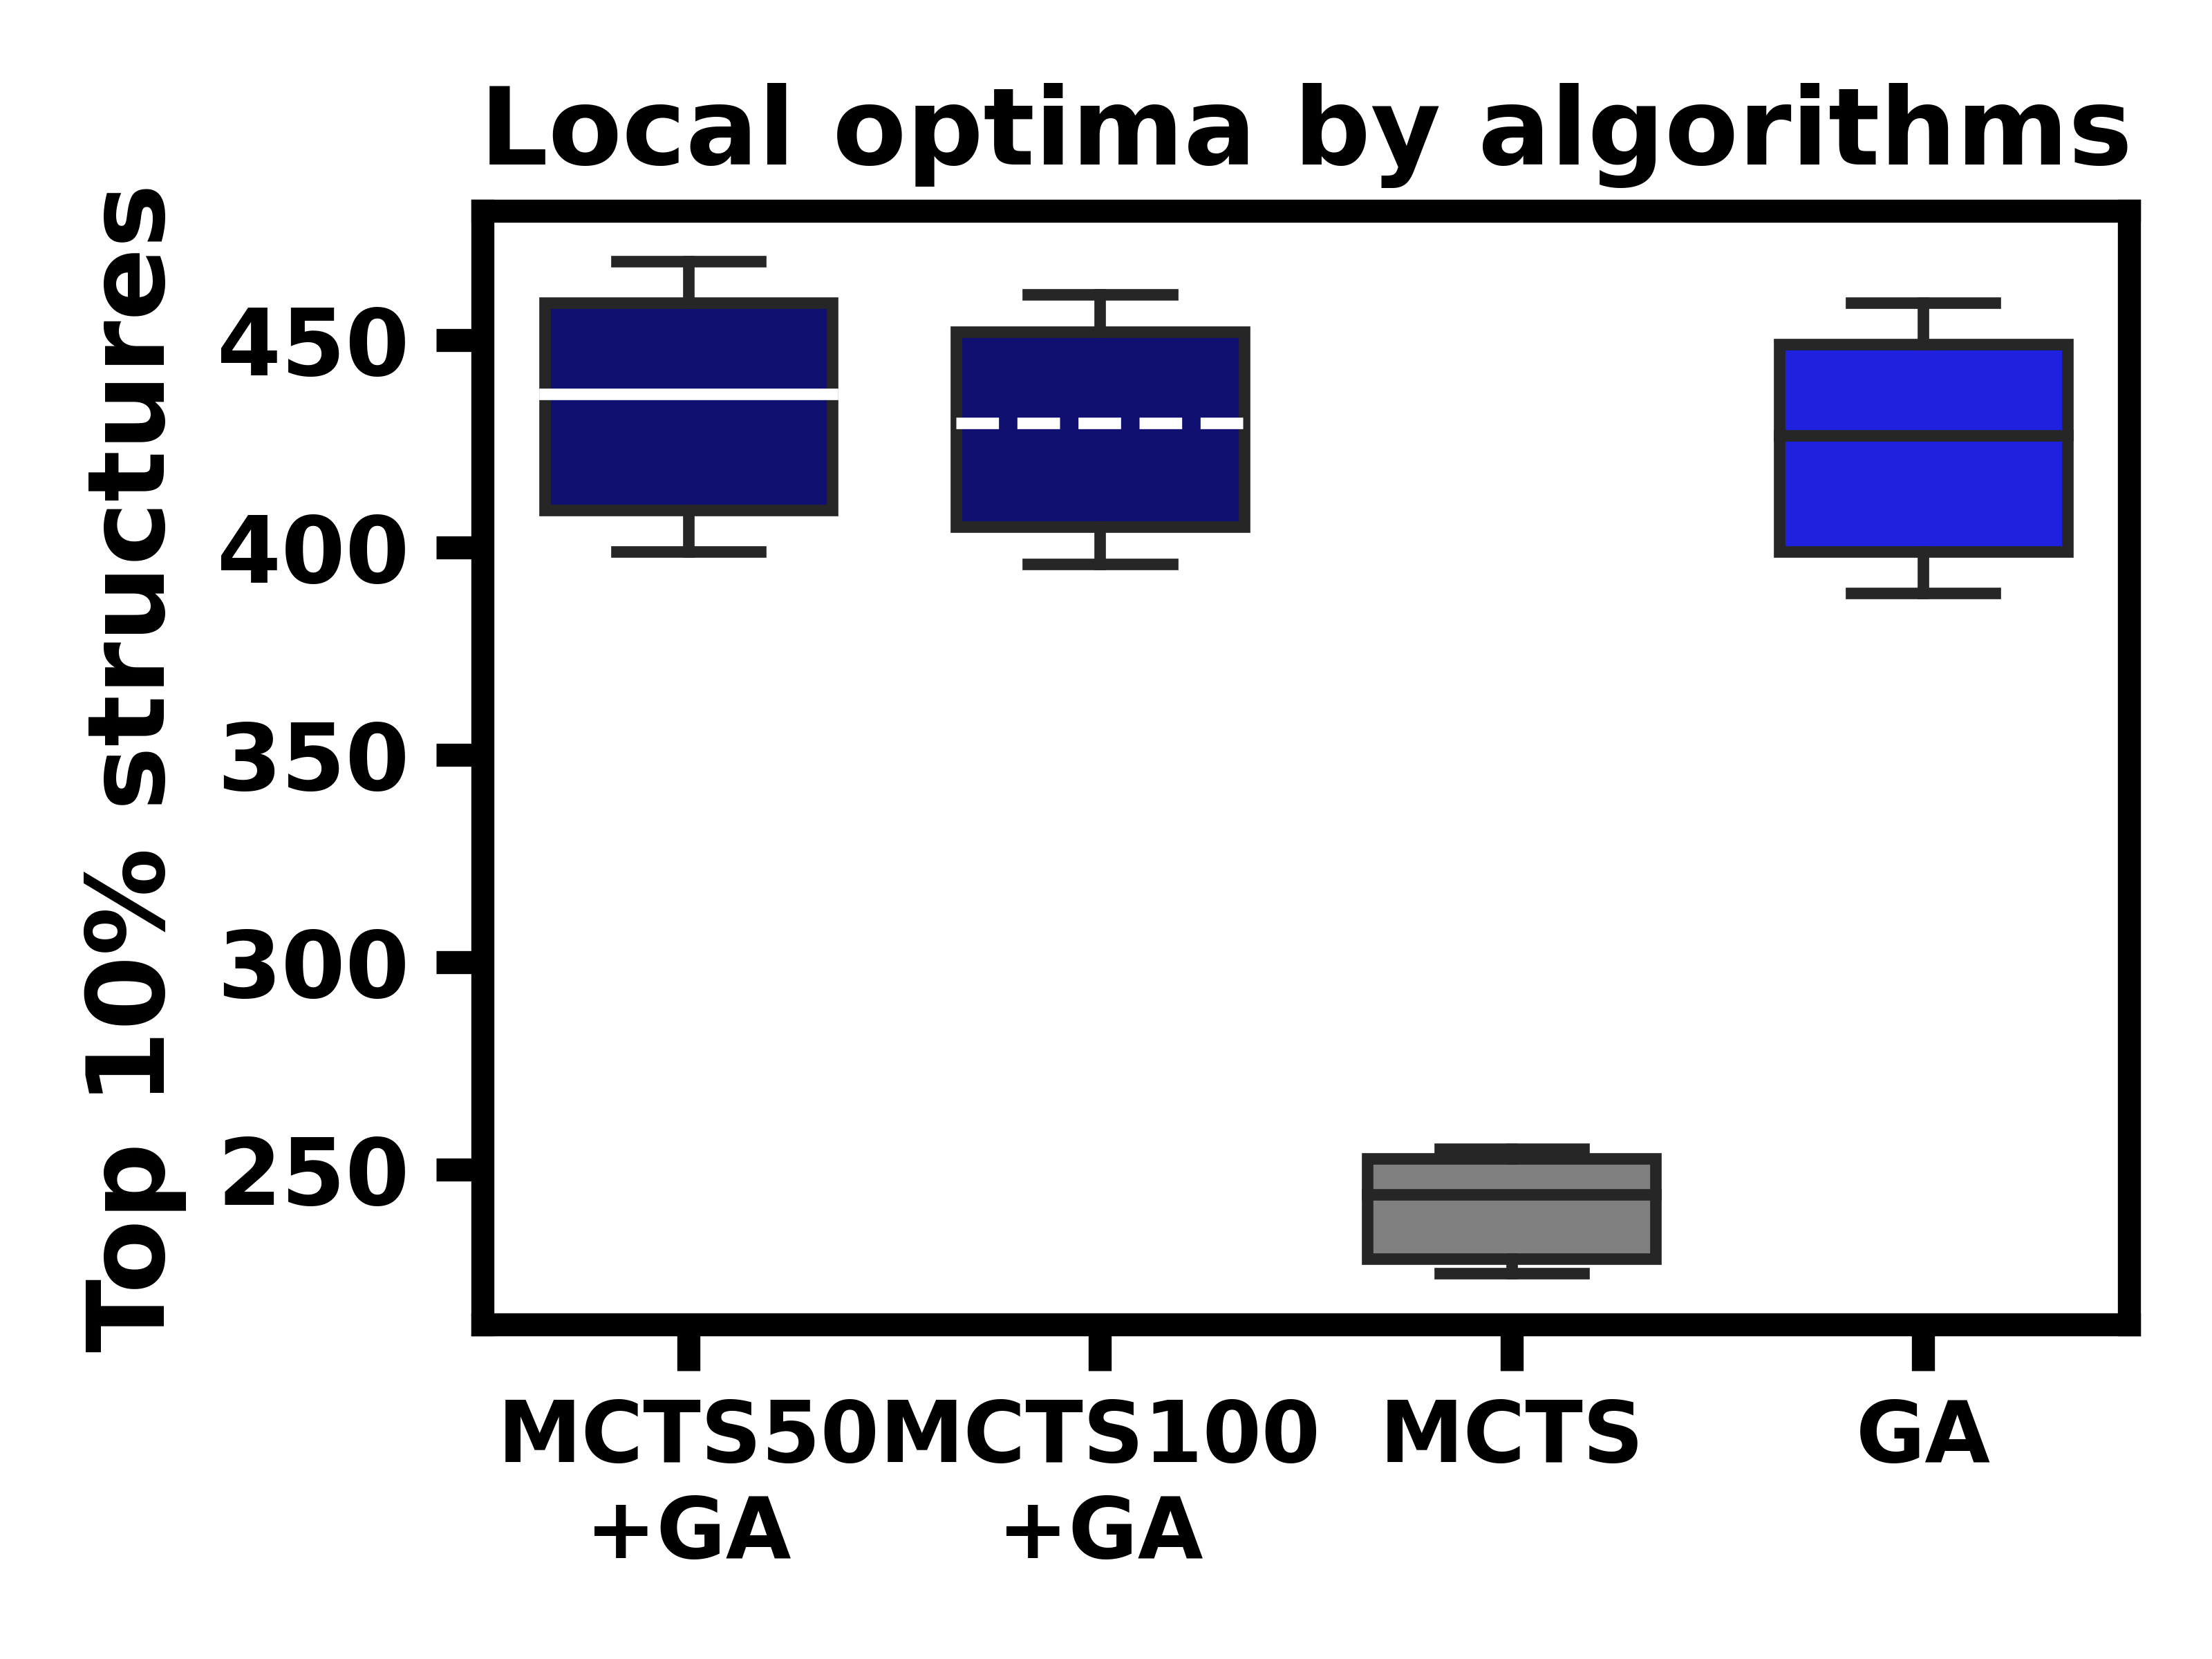 Local optima by algorithms
Top 10% structures
450
400
350
300
250
MCTS50 MCTS100 MCTS GA
+GA +GA